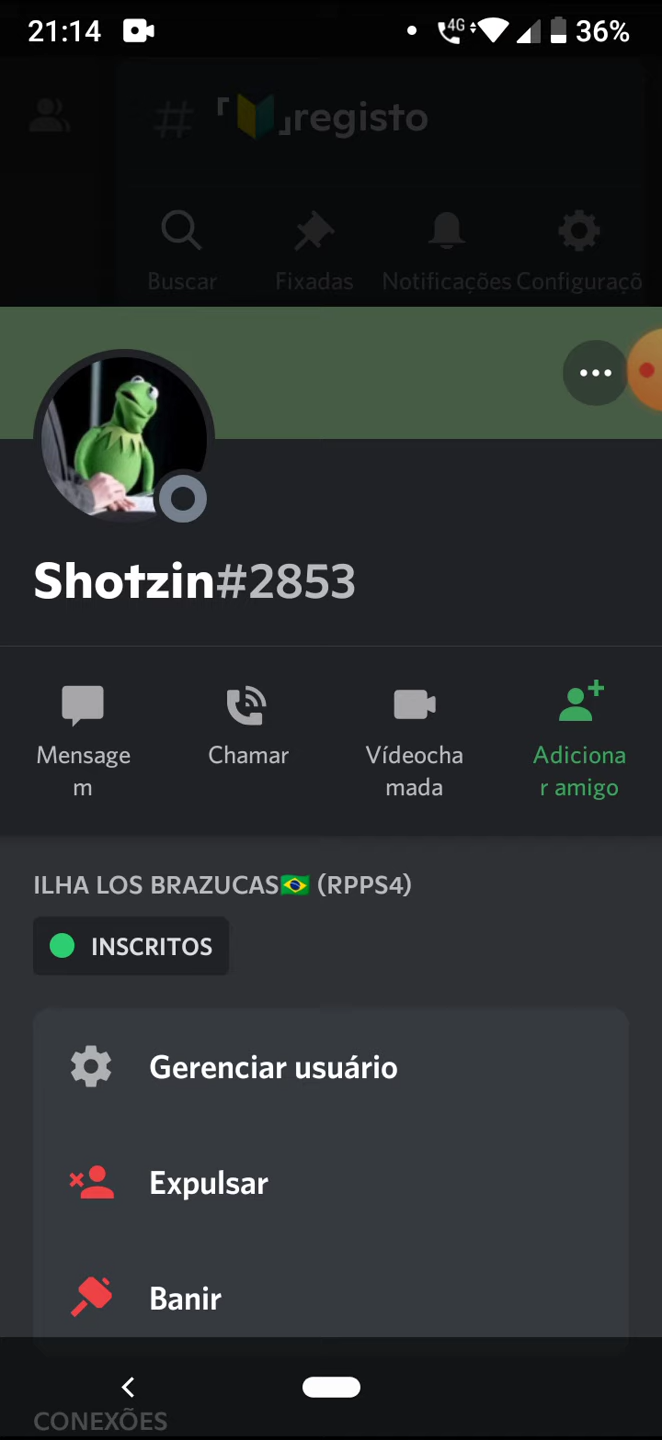 21:14
4G
36%
# 「🔰」registo
Buscar Fixadas Notificações Configuraçõ
Shotzin#2853
Mensage
m
Chamar
Vídeocha
mada
Adiciona
r amigo
ILHA LOS BRAZUCAS🇧🇷 (RPPS4)
INSCRITOS
Gerenciar usuário
Expulsar
Banir
CONEXÕES